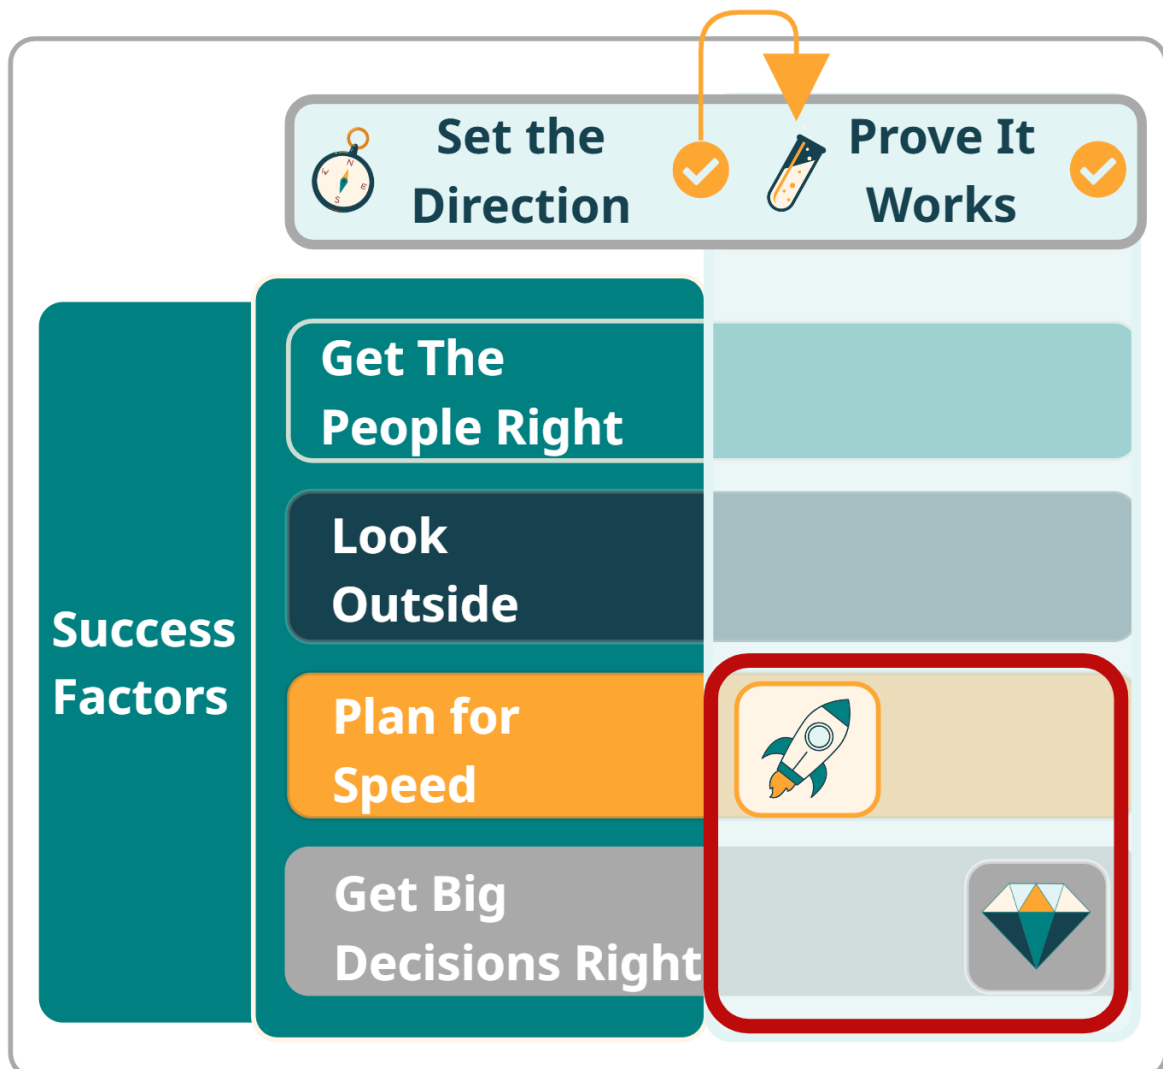 Set the
Direction
Prove It
Works
N
E
S
W
Success
Factors
Get The
People Right
Look
Outside
Plan for
Speed
Get Big
Decisions Right